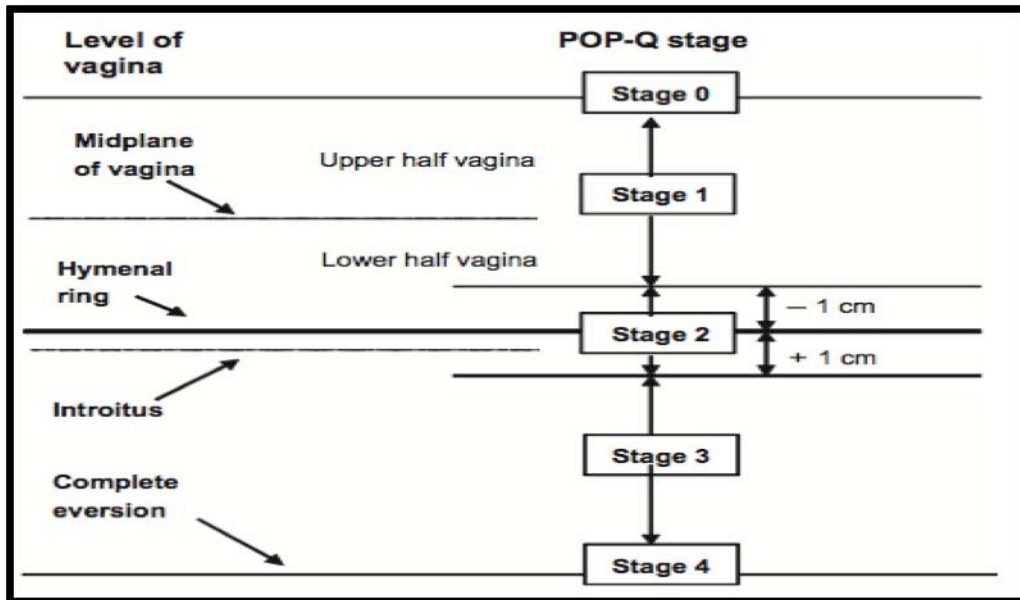 Level of
vagina
POP-Q stage
Stage 0
Midplane
of vagina
Upper half vagina
Stage 1
Lower half vagina
Hymenal
ring
– 1 cm
Stage 2
+ 1 cm
Introitus
Stage 3
Complete
eversion
Stage 4